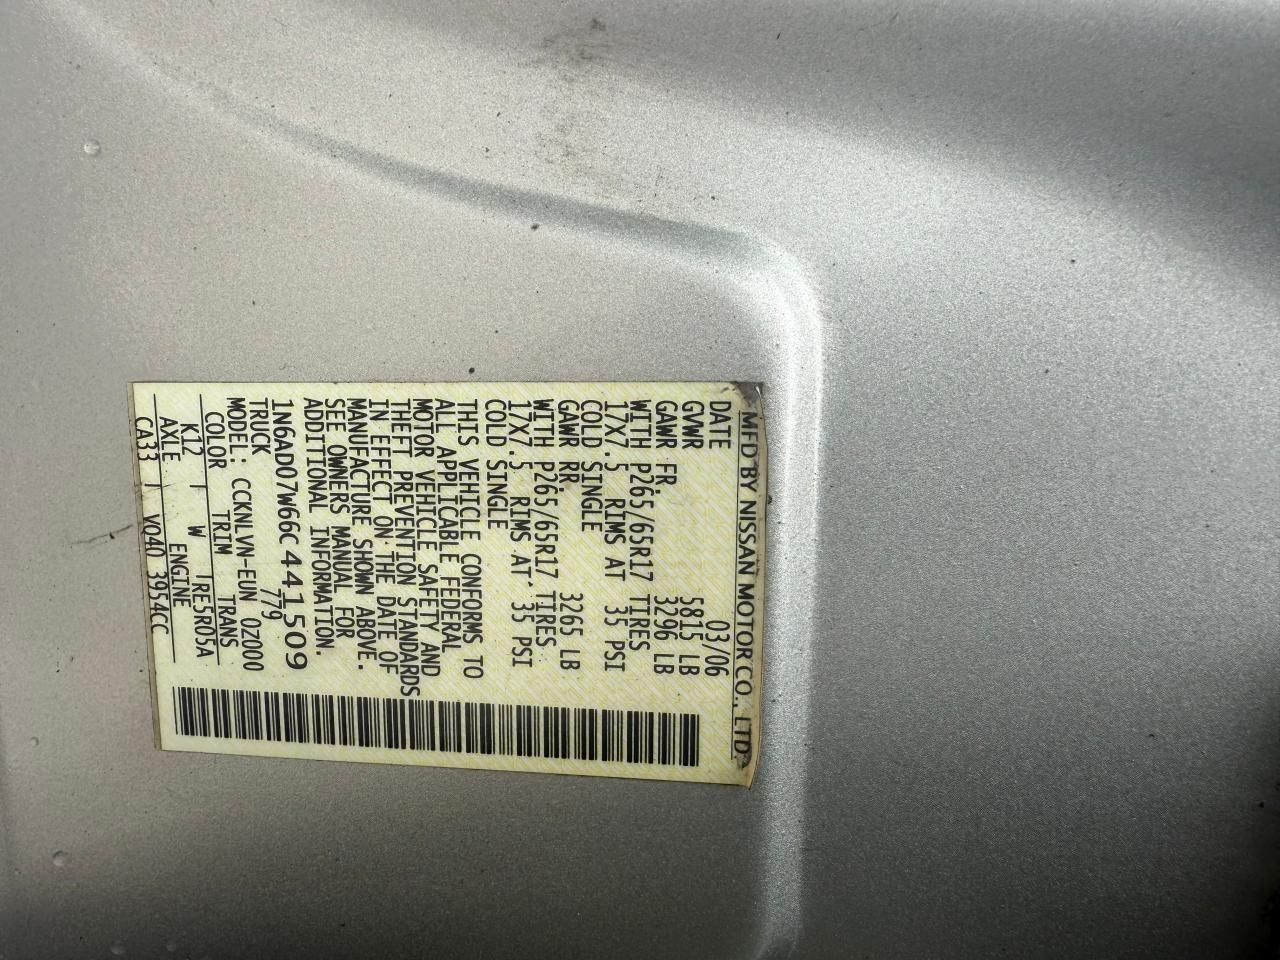 MFD BY NISSAN MOTOR CO., LTD
DATE 03/06
GVWR 5815 LB
GAWR FR. 3296 LB
WITH P265/65R17 TIRES
17X7.5 RIMS AT 35 PSI
COLD SINGLE
GAWR RR. 3265 LB
WITH P265/65R17 TIRES
17X7.5 RIMS AT 35 PSI
COLD SINGLE
THIS VEHICLE CONFORMS TO
ALL APPLICABLE FEDERAL
MOTOR VEHICLE SAFETY AND
THEFT PREVENTION STANDARDS
IN EFFECT ON THE DATE OF
MANUFACTURE SHOWN ABOVE.
SEE OWNERS MANUAL FOR
ADDITIONAL INFORMATION.
1N6AD07W66C441509
TRUCK 779
MODEL: CCKNLVN-EUN 0Z000
COLOR TRIM TRANS
K12 W RE5R05A
AXLE ENGINE
CA33 VQ40 3954CC